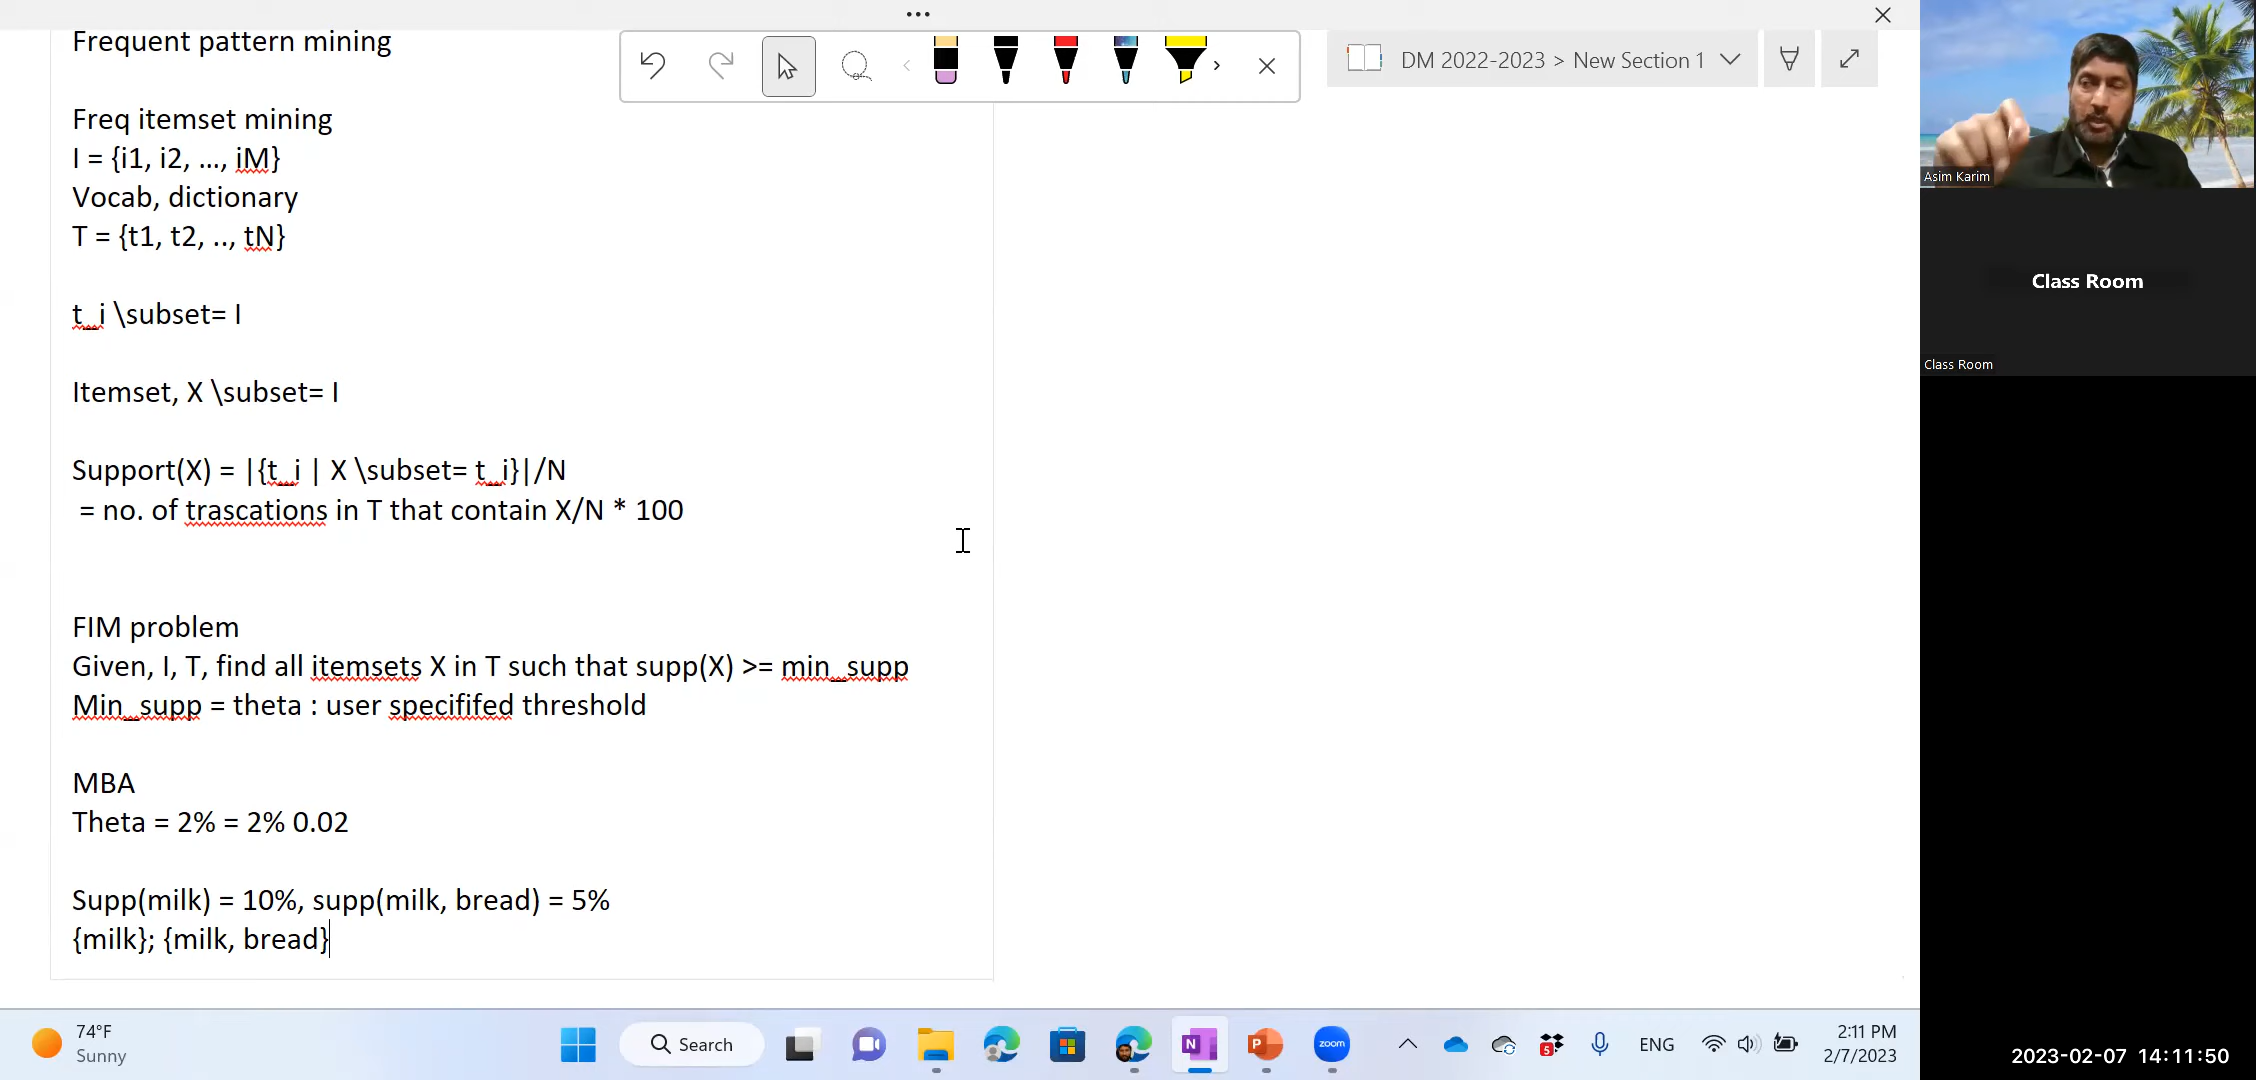 Frequent pattern mining
Freq itemset mining
I = {i1, i2, ..., iM}
Vocab, dictionary
T = {t1, t2, .., tN}
t_i \subset= I
Itemset, X \subset= I
Support(X) = |{t_i | X \subset= t_i}|/N
= no. of trascations in T that contain X/N * 100
FIM problem
Given, I, T, find all itemsets X in T such that supp(X) >= min_supp
Min_supp = theta : user specififed threshold
MBA
Theta = 2% = 2% 0.02
Supp(milk) = 10%, supp(milk, bread) = 5%
{milk}; {milk, bread}
DM 2022-2023 > New Section 1
Asim Karim
Class Room
Class Room
74°F
Sunny
Search
N
P
zoom
5
ENG
2:11 PM
2/7/2023
2023-02-07 14:11:50